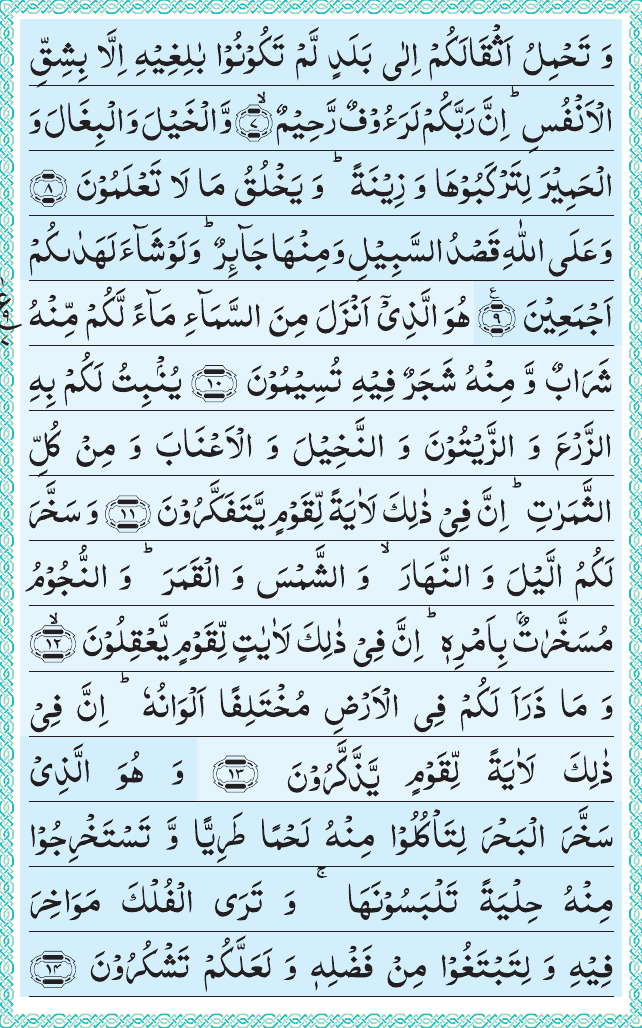 وَ تَحۡمِلُ اَثۡقَالَكُمۡ اِلٰى بَلَدٍ لَّمۡ تَكُوۡنُوۡا بٰلِغِيۡهِ اِلَّا بِشِقِّ
الۡاَنۡفُسِ‌ؕ اِنَّ رَبَّكُمۡ لَرَءُوۡفٌ رَّحِيۡمٌ ۙ‏﴿۷﴾ وَّالۡخَيۡلَ وَالۡبِغَالَ وَ
الۡحَمِيۡرَ لِتَرۡكَبُوۡهَا وَ زِيۡنَةً‌ ؕ وَ يَخۡلُقُ مَا لَا تَعۡلَمُوۡنَ ﴿۸﴾
وَ عَلَى اللّٰهِ قَصۡدُ السَّبِيۡلِ وَمِنۡهَا جَآٮِٕرٌ‌ؕ وَلَوۡ شَآءَ لَهَدٰٮكُمۡ
اَجۡمَعِيۡنَ ﴿۹﴾ هُوَ الَّذِىۡۤ اَنۡزَلَ مِنَ السَّمَآءِ مَآءً لَّكُمۡ مِّنۡهُ
شَرَابٌ وَّ مِنۡهُ شَجَرٌ فِيۡهِ تُسِيۡمُوۡنَ ﴿۱۰﴾ يُنۡۢبِتُ لَكُمۡ بِهِ
الزَّرۡعَ وَ الزَّيۡتُوۡنَ وَ النَّخِيۡلَ وَ الۡاَعۡنَابَ وَ مِنۡ كُلِّ
الثَّمَرٰتِ‌ؕ اِنَّ فِىۡ ذٰلِكَ لَاٰيَةً لِّقَوۡمٍ يَّتَفَكَّرُوۡنَ ﴿۱۱﴾ وَ سَخَّرَ
لَكُمُ الَّيۡلَ وَ النَّهَارَ ۙ وَ الشَّمۡسَ وَ الۡقَمَرَ‌ؕ وَ النُّجُوۡمُ
مُسَخَّرٰتٌۢ بِاَمۡرِهٖؕ اِنَّ فِىۡ ذٰلِكَ لَاٰيٰتٍ لِّقَوۡمٍ يَّعۡقِلُوۡنَ ۙ‏﴿۱۲﴾
وَ مَا ذَرَاَ لَكُمۡ فِى الۡاَرۡضِ مُخۡتَلِفًا اَلۡوَانُهٗ‌ ؕ اِنَّ فِىۡ
ذٰلِكَ لَاٰيَةً لِّقَوۡمٍ يَّذَّكَّرُوۡنَ ﴿۱۳﴾ وَ هُوَ الَّذِىۡ
سَخَّرَ الۡبَحۡرَ لِتَاۡكُلُوۡا مِنۡهُ لَحۡمًا طَرِيًّا وَّ تَسۡتَخۡرِجُوۡا
مِنۡهُ حِلۡيَةً تَلۡبَسُوۡنَهَا‌ۚ وَ تَرَى الۡفُلۡكَ مَوَاخِرَ
فِيۡهِ وَ لِتَبۡتَغُوۡا مِنۡ فَضۡلِهٖ وَ لَعَلَّكُمۡ تَشۡكُرُوۡنَ ﴿۱۴﴾